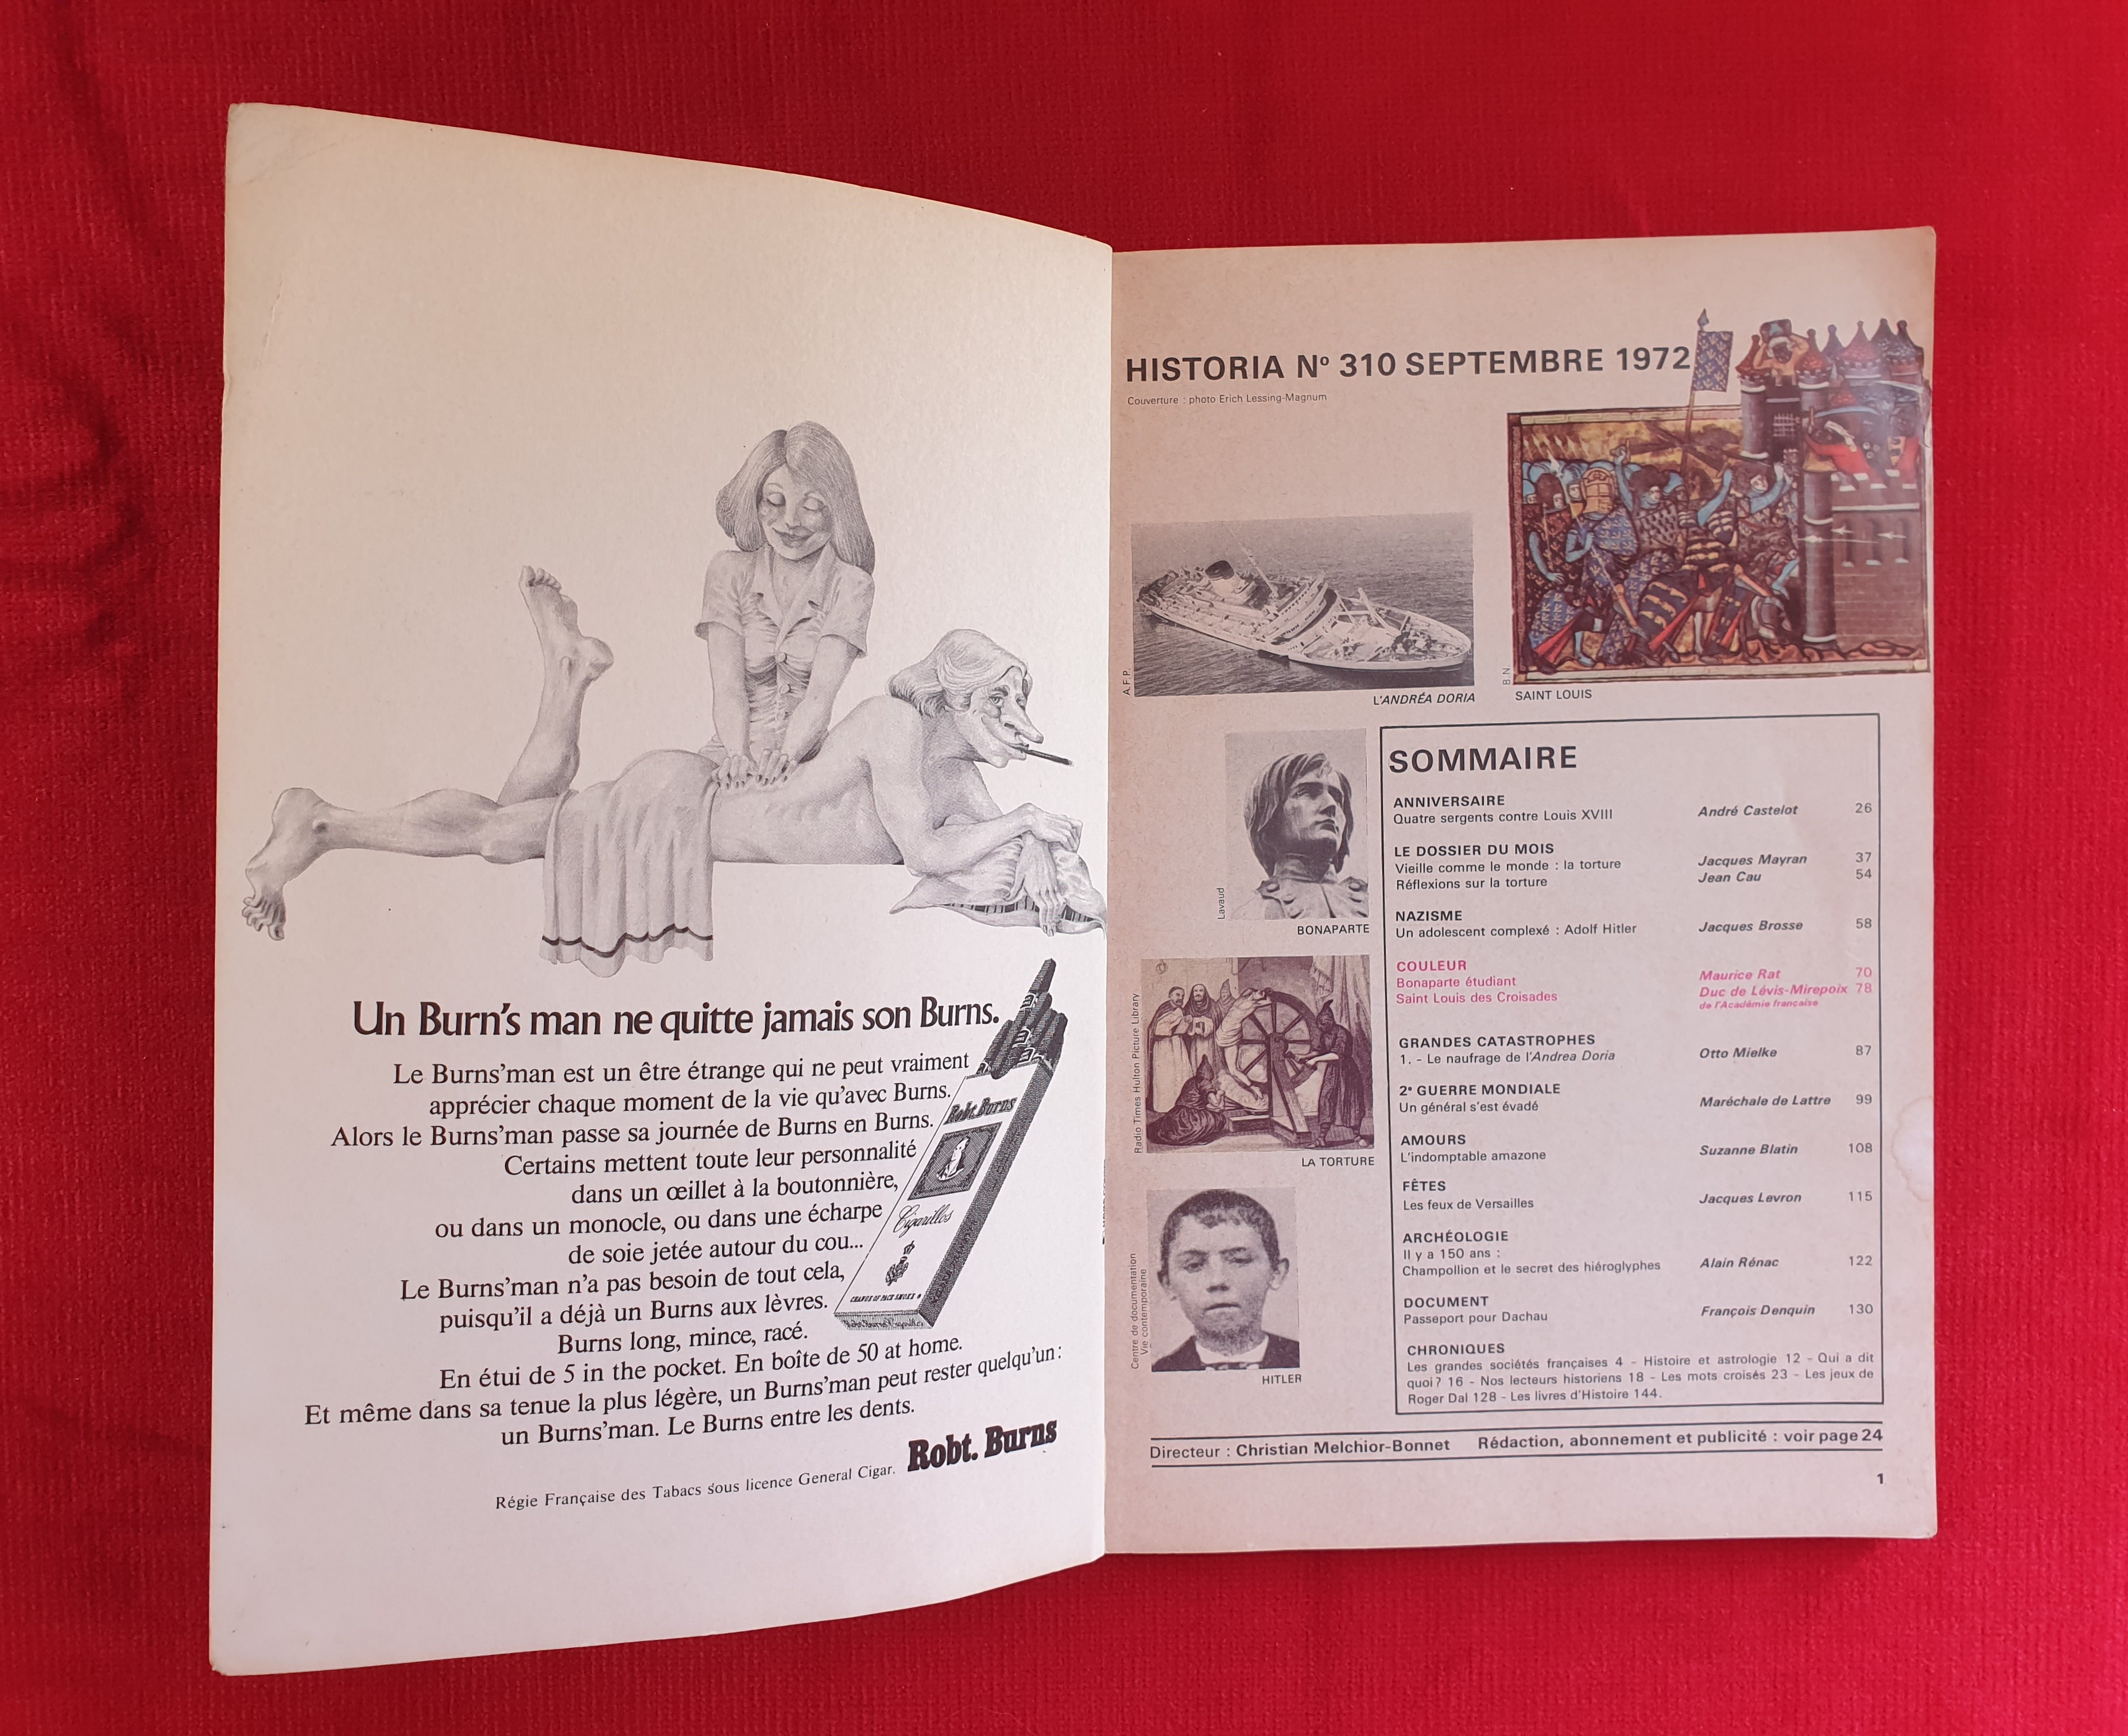 Un Burn's man ne quitte jamais son Burns.
Le Burns'man est un être étrange qui ne peut vraiment
apprécier chaque moment de la vie qu'avec Burns.
Alors le Burns'man passe sa journée de Burns en Burns.
Certains mettent toute leur personnalité
dans un œillet à la boutonnière,
ou dans un monocle, ou dans une écharpe
de soie jetée autour du cou...
Le Burns'man n'a pas besoin de tout cela,
puisqu'il a déjà un Burns aux lèvres.
Burns long, mince, racé.
En étui de 5 in the pocket. En boîte de 50 at home.
Et même dans sa tenue la plus légère, un Burns'man peut rester quelqu'un:
un Burns'man. Le Burns entre les dents.
Robt. Burns
Régie Française des Tabacs sous licence General Cigar.
Robt. Burns
Cigarillos
HISTORIA Nº 310 SEPTEMBRE 1972
Couverture : photo Erich Lessing-Magnum
A.F.P.
L'ANDRÉA DORIA
B.N.
SAINT LOUIS
Lavaud
BONAPARTE
Radio Times Hulton Picture Library
LA TORTURE
Centre de documentation
Vie contemporaine
HITLER
SOMMAIRE
ANNIVERSAIRE
Quatre sergents contre Louis XVIII André Castelot 26
LE DOSSIER DU MOIS
Vieille comme le monde : la torture Jacques Mayran 37
Réflexions sur la torture Jean Cau 54
NAZISME
Un adolescent complexé : Adolf Hitler Jacques Brosse 58
COULEUR
Bonaparte étudiant Maurice Rat 70
Saint Louis des Croisades Duc de Lévis-Mirepoix 78
de l'Académie française
GRANDES CATASTROPHES
1. - Le naufrage de l'Andrea Doria Otto Mielke 87
2e GUERRE MONDIALE
Un général s'est évadé Maréchale de Lattre 99
AMOURS
L'indomptable amazone Suzanne Blatin 108
FÊTES
Les feux de Versailles Jacques Levron 115
ARCHÉOLOGIE
Il y a 150 ans :
Champollion et le secret des hiéroglyphes Alain Rénac 122
DOCUMENT
Passeport pour Dachau François Denquin 130
CHRONIQUES
Les grandes sociétés françaises 4 - Histoire et astrologie 12 - Qui a dit
quoi ? 16 - Nos lecteurs historiens 18 - Les mots croisés 23 - Les jeux de
Roger Dal 128 - Les livres d'Histoire 144.
Directeur : Christian Melchior-Bonnet Rédaction, abonnement et publicité : voir page 24
1